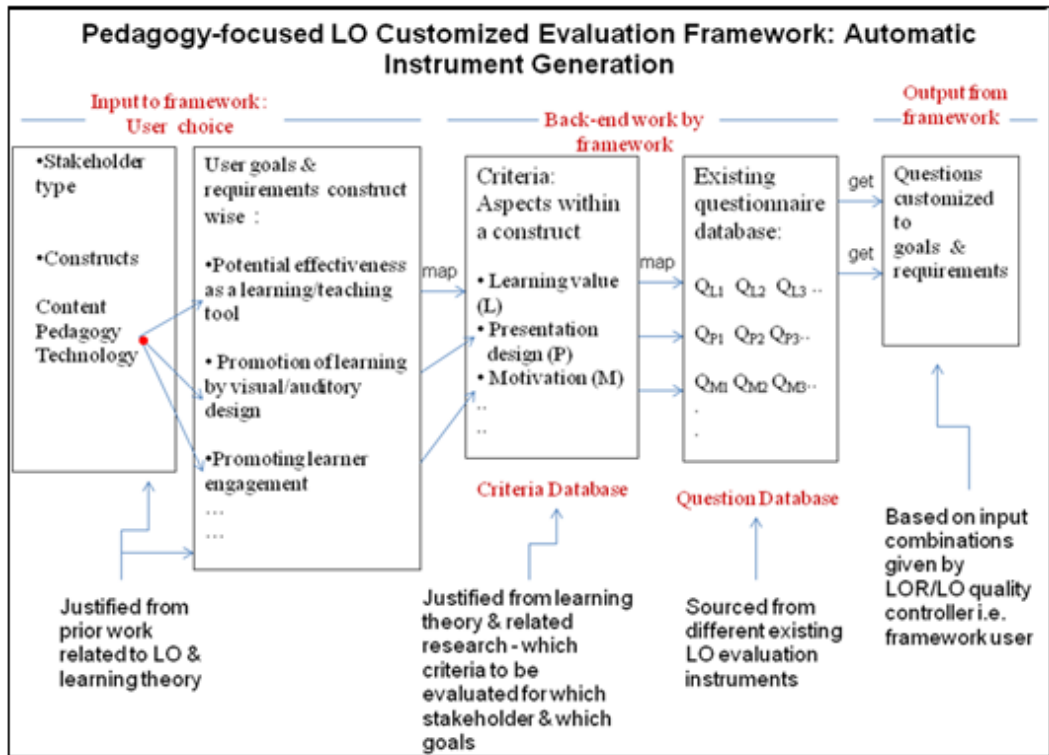 Pedagogy-focused LO Customized Evaluation Framework: Automatic
Instrument Generation
Input to framework:
User choice
Back-end work by
framework
Output from
framework
•Stakeholder
type
•Constructs
Content
Pedagogy
Technology
User goals &
requirements construct
wise :
•Potential effectiveness
as a learning/teaching
tool
•Promotion of learning
by visual/auditory
design
•Promoting learner
engagement
...
...
map
Criteria:
Aspects within
a construct
• Learning value
(L)
• Presentation
design (P)
• Motivation (M)
..
..
map
Existing
questionnaire
database:
QL1 QL2 QL3 ..
QP1 QP2 QP3..
QM1 QM2 QM3..
.
.
get
get
Questions
customized
to
goals &
requirements
Criteria Database
Question Database
Justified from
prior work
related to LO &
learning theory
Justified from learning
theory & related
research - which
criteria to be
evaluated for which
stakeholder & which
goals
Sourced from
different existing
LO evaluation
instruments
Based on input
combinations
given by
LOR/LO quality
controller i.e.
framework user